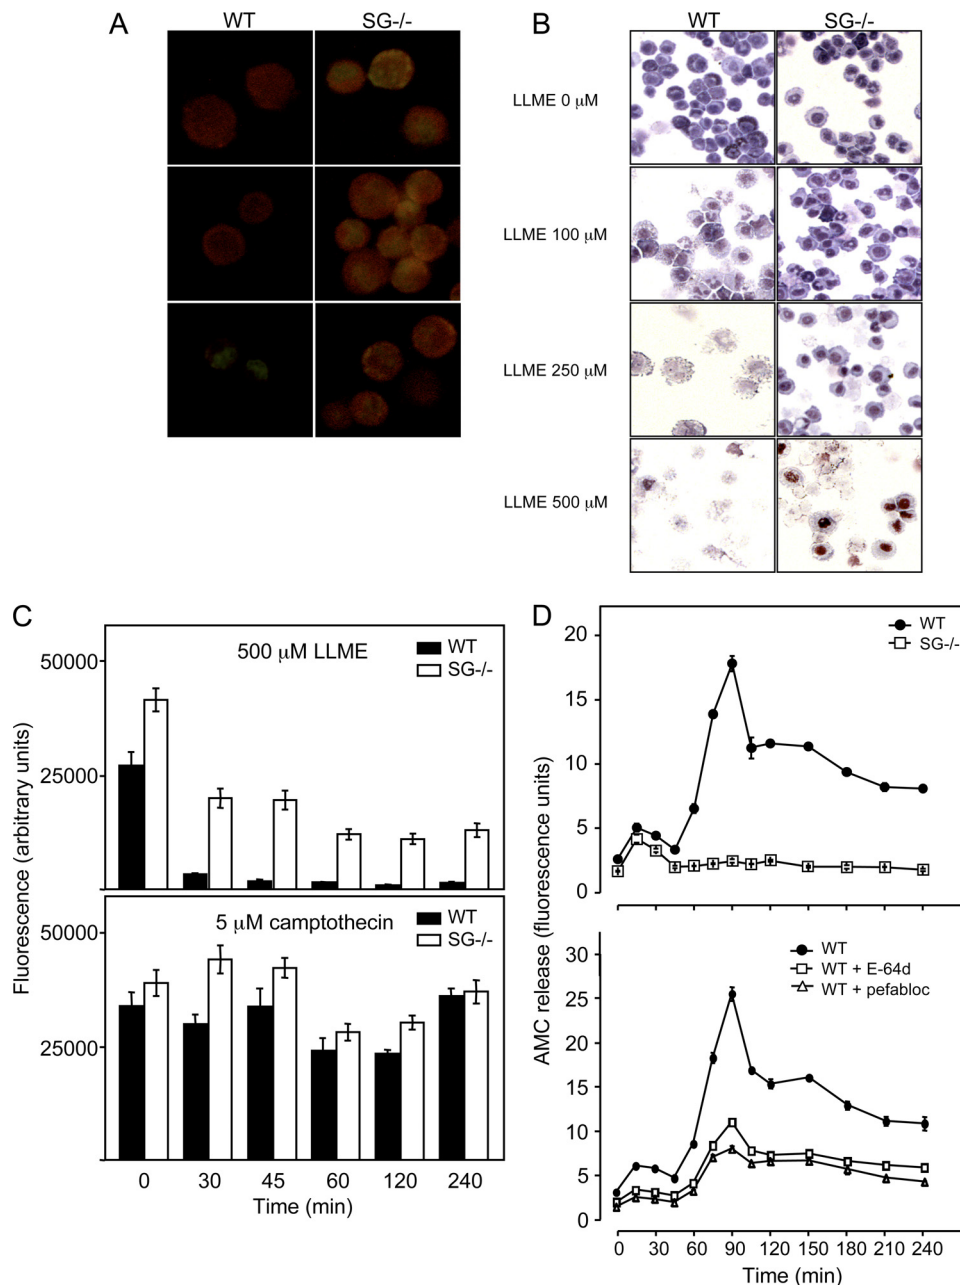 A
WT
SG-/-
B
WT
SG-/-
LLME 0 μM
LLME 100 μM
LLME 250 μM
LLME 500 μM
C
Fluorescence (arbitrary units)
500 μM LLME
WT
SG-/-
50000
25000
5 μM camptothecin
WT
SG-/-
50000
25000
0
30
45
60
120
240
Time (min)
D
AMC release (fluorescence units)
WT
SG-/-
20
15
10
5
0
WT
WT + E-64d
WT + pefabloc
30
25
20
15
10
5
0
0 30 60 90 120 150 180 210 240
Time (min)